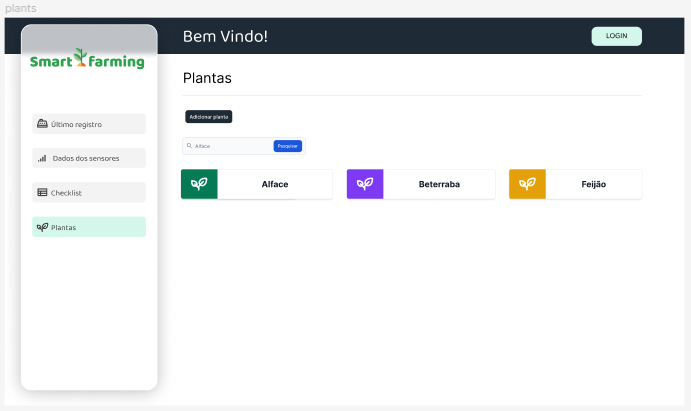 plants
Bem Vindo!
LOGIN
Smart farming
Plantas
Último registro
Dados dos sensores
Checklist
Plantas
Adicionar planta
Alface
Pesquisar
Alface
Beterraba
Feijão